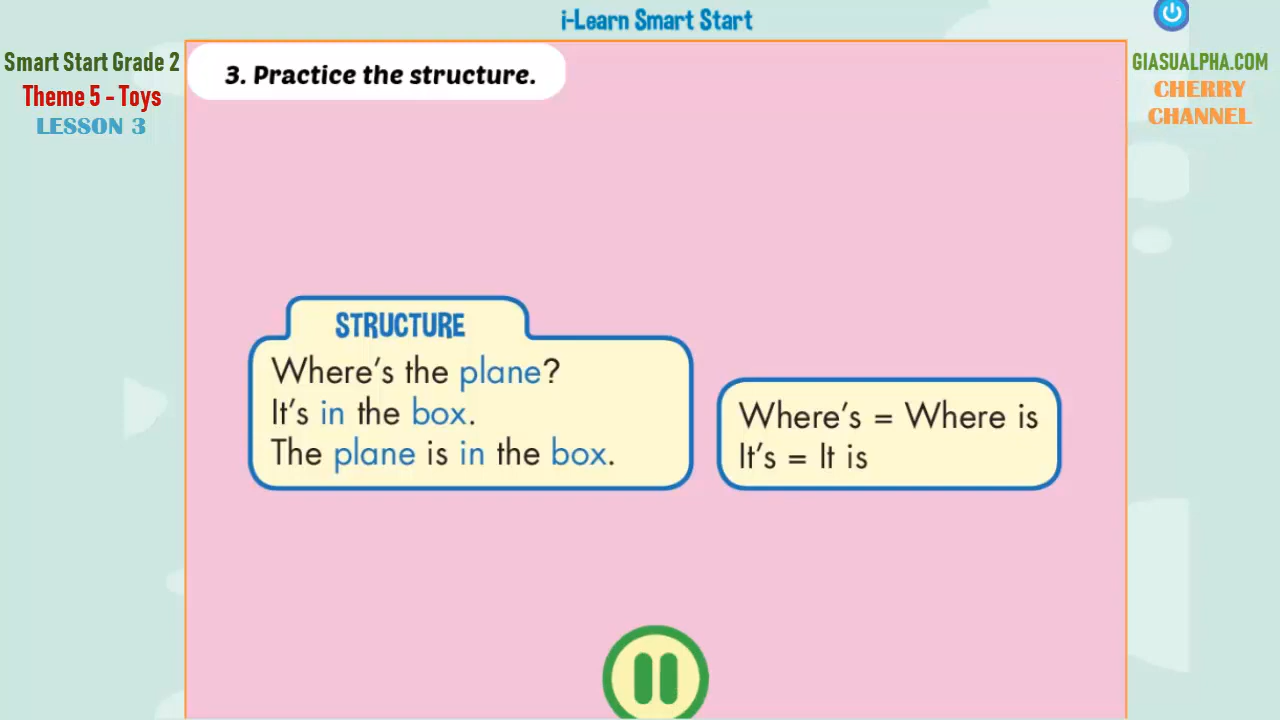 i-Learn Smart Start
Smart Start Grade 2
Theme 5 - Toys
LESSON 3
GIASUALPHA.COM
CHERRY
CHANNEL
3. Practice the structure.
STRUCTURE
Where's the plane?
It's in the box.
The plane is in the box.
Where's = Where is
It's = It is